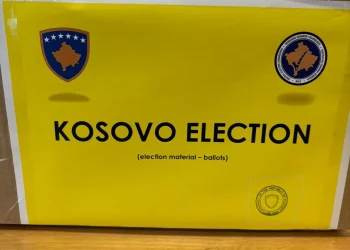 KOSOVO ELECTION
(election material – ballots)